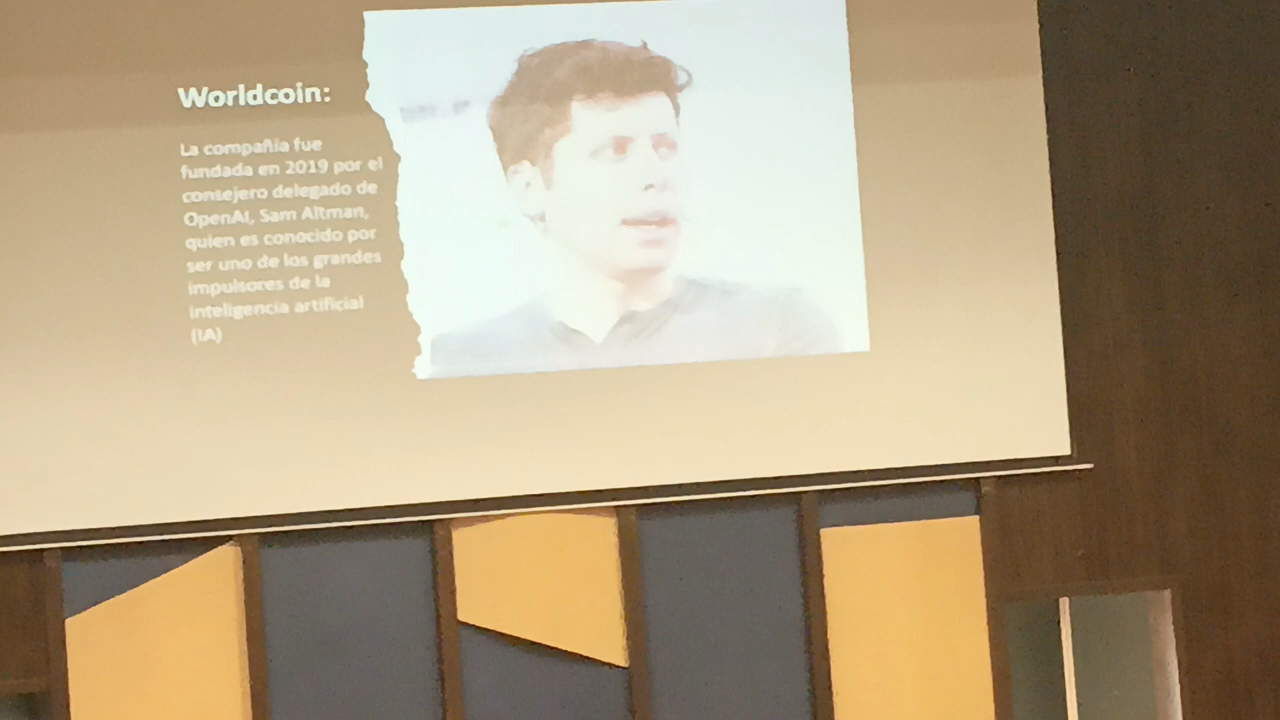 Worldcoin:
La compañía fue
fundada en 2019 por el
consejero delegado de
OpenAI, Sam Altman,
quien es conocido por
ser uno de los grandes
impulsores de la
inteligencia artificial
(IA)